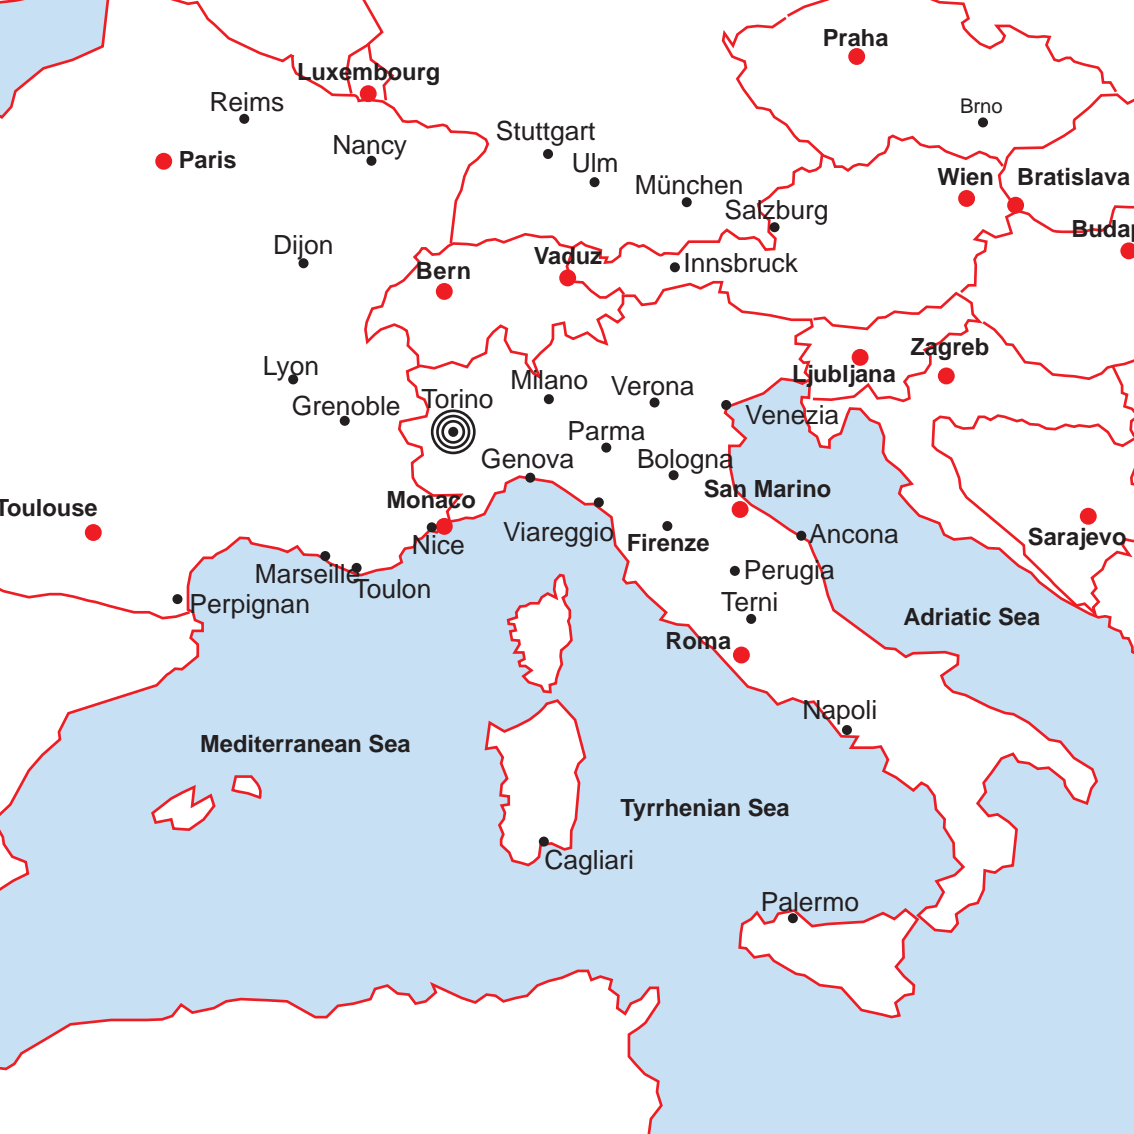 Praha
Luxembourg
Reims
Brno
Stuttgart
Nancy
Paris
Ulm
München
Wien
Bratislava
Salzburg
Budap
Dijon
Vaduz
Bern
Innsbruck
Zagreb
Lyon
Ljubljana
Milano
Verona
Torino
Grenoble
Venezia
Parma
Genova
Bologna
San Marino
Monaco
Toulouse
Viareggio
Ancona
Sarajevo
Firenze
Nice
Marseille
Perugia
Toulon
Terni
Perpignan
Adriatic Sea
Roma
Napoli
Mediterranean Sea
Tyrrhenian Sea
Cagliari
Palermo